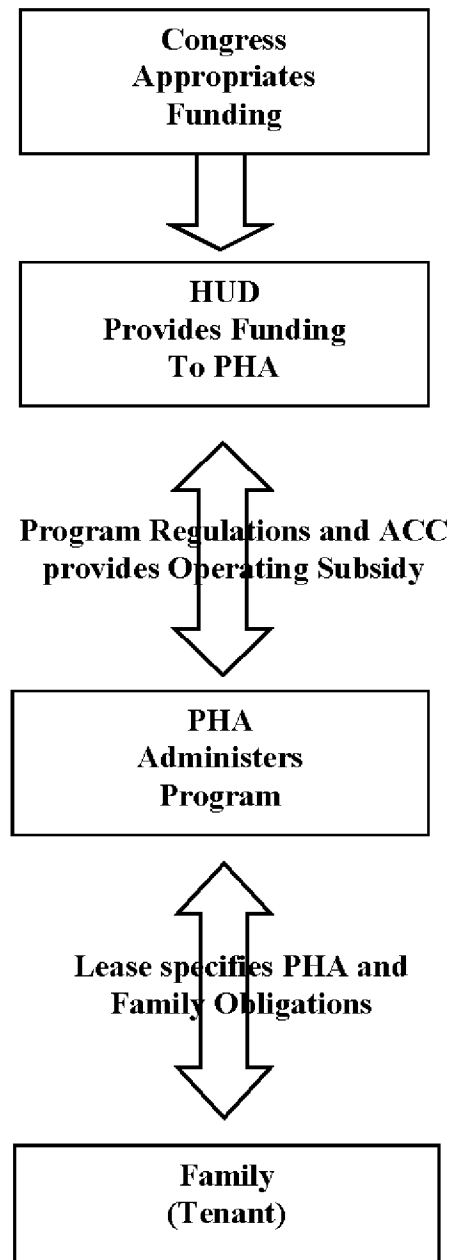 Congress
Appropriates
Funding
HUD
Provides Funding
To PHA
Program Regulations and ACC
provides Operating Subsidy
PHA
Administers
Program
Lease specifies PHA and
Family Obligations
Family
(Tenant)